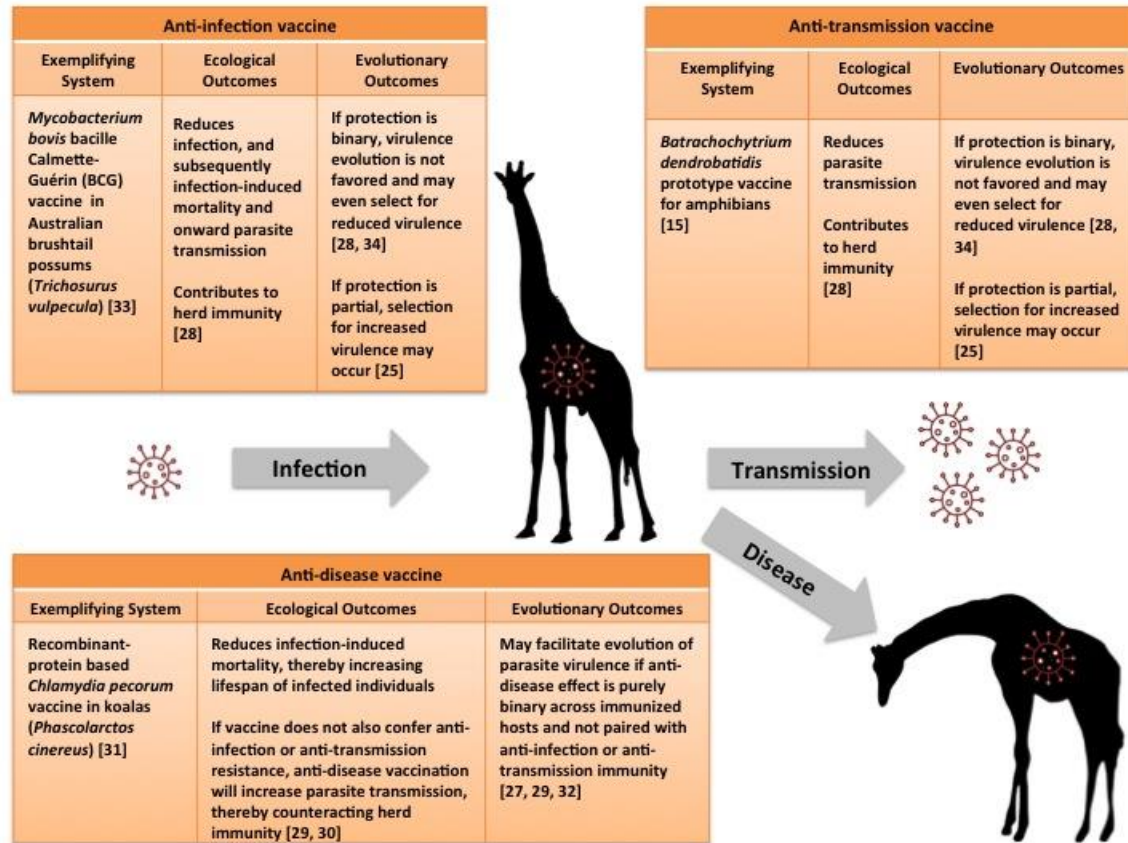 Anti-infection vaccine
Exemplifying
System
Ecological
Outcomes
Evolutionary
Outcomes
Mycobacterium
bovis bacille
Calmette-
Guérin (BCG)
vaccine in
Australian
brushtail
possums
(Trichosurus
vulpecula) [33]
Reduces
infection, and
subsequently
infection-induced
mortality and
onward parasite
transmission
Contributes to
herd immunity
[28]
If protection is
binary, virulence
evolution is not
favored and may
even select for
reduced virulence
[28, 34]
If protection is
partial, selection
for increased
virulence may
occur [25]
Anti-transmission vaccine
Exemplifying
System
Ecological
Outcomes
Evolutionary Outcomes
Batrachochytrium
dendrobatidis
prototype vaccine
for amphibians
[15]
Reduces
parasite
transmission
Contributes
to herd
immunity
[28]
If protection is binary,
virulence evolution is
not favored and may
even select for
reduced virulence [28,
34]
If protection is partial,
selection for increased
virulence may occur
[25]
Infection
Transmission
Disease
Anti-disease vaccine
Exemplifying System
Ecological Outcomes
Evolutionary Outcomes
Recombinant-
protein based
Chlamydia pecorum
vaccine in koalas
(Phascolarctos
cinereus) [31]
Reduces infection-induced
mortality, thereby increasing
lifespan of infected individuals
If vaccine does not also confer anti-
infection or anti-transmission
resistance, anti-disease vaccination
will increase parasite transmission,
thereby counteracting herd
immunity [29, 30]
May facilitate evolution of
parasite virulence if anti-
disease effect is purely
binary across immunized
hosts and not paired with
anti-infection or anti-
transmission immunity
[27, 29, 32]